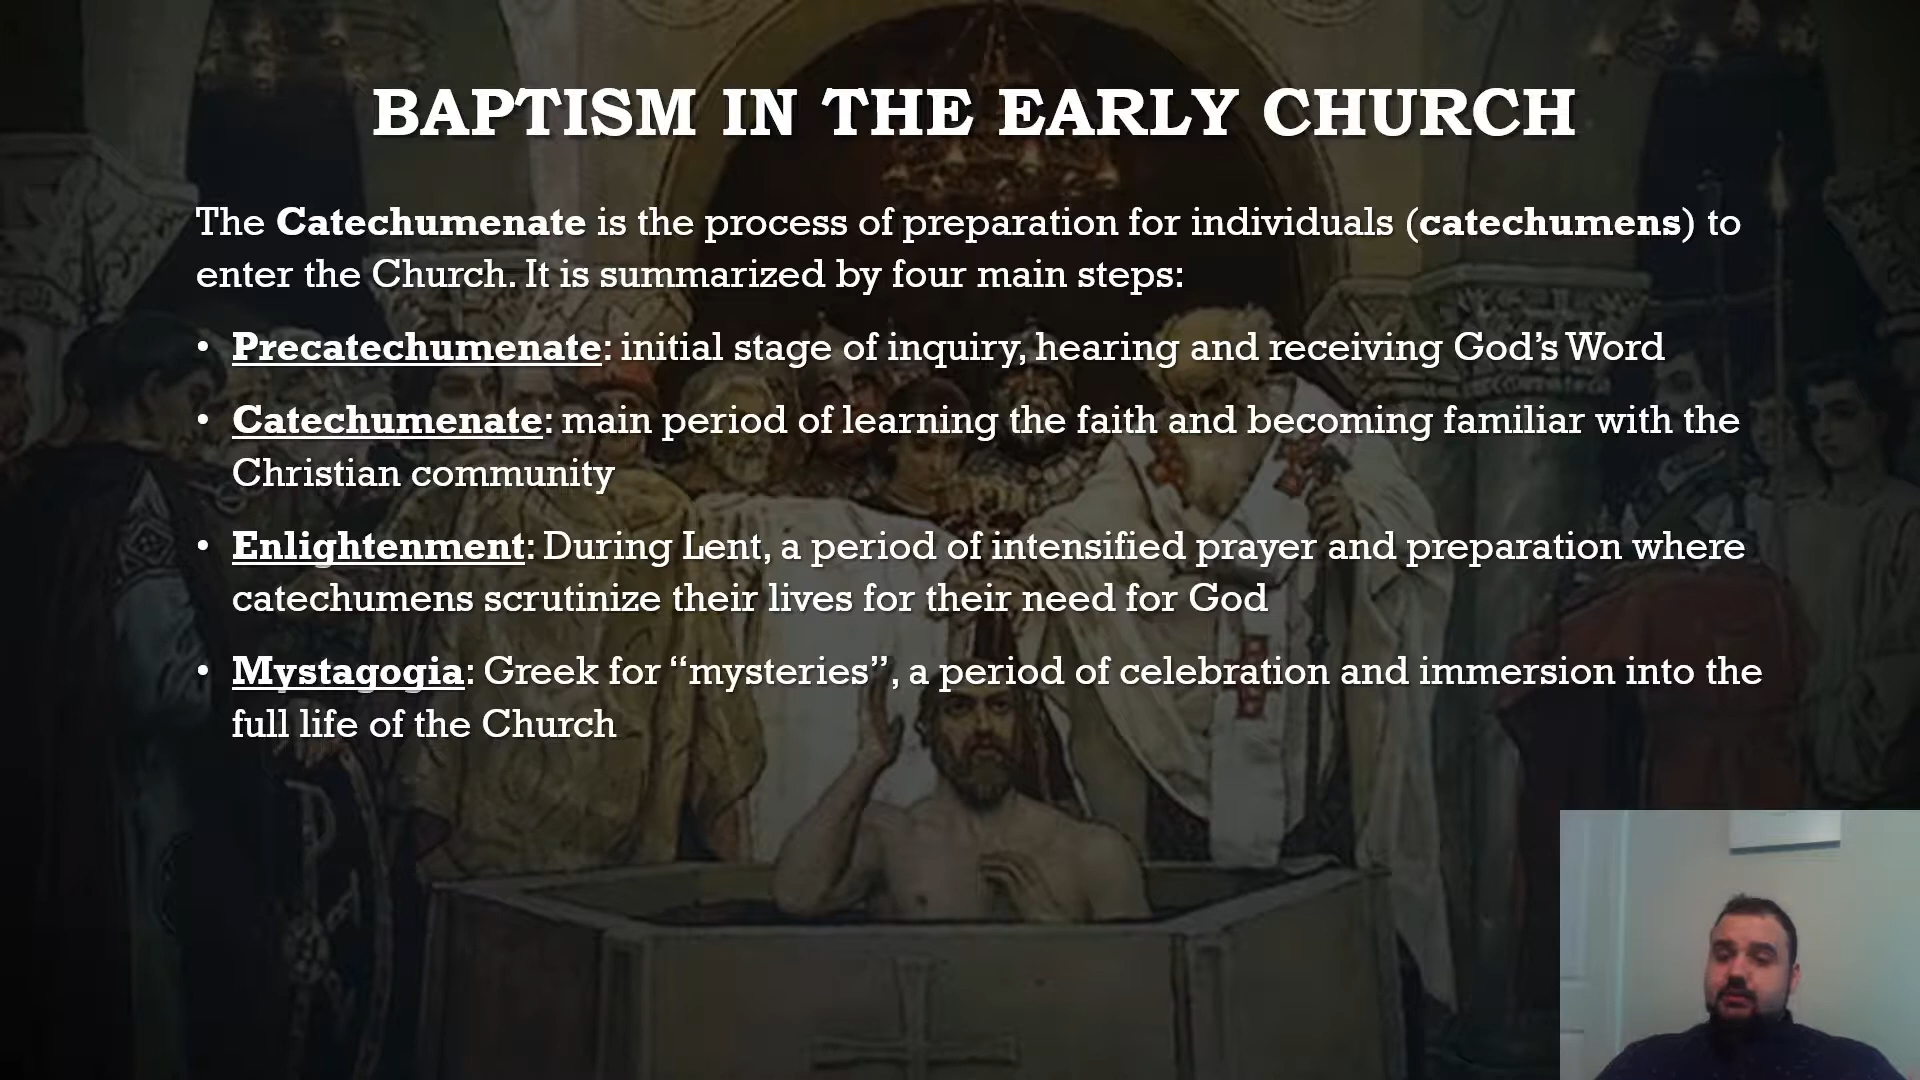 BAPTISM IN THE EARLY CHURCH
The Catechumenate is the process of preparation for individuals (catechumens) to
enter the Church. It is summarized by four main steps:
• Precatechumenate: initial stage of inquiry, hearing and receiving God’s Word
• Catechumenate: main period of learning the faith and becoming familiar with the
Christian community
• Enlightenment: During Lent, a period of intensified prayer and preparation where
catechumens scrutinize their lives for their need for God
• Mystagogia: Greek for “mysteries”, a period of celebration and immersion into the
full life of the Church